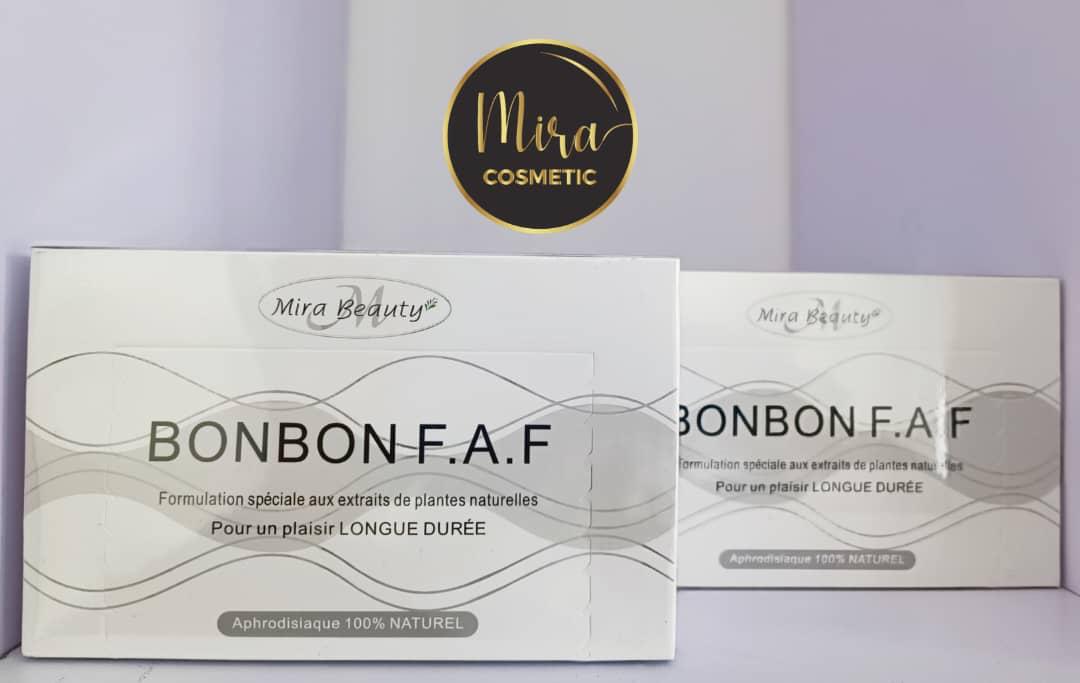 Mira
COSMETIC
Mira Beauty
BONBON F.A.F
Formulation spéciale aux extraits de plantes naturelles
Pour un plaisir LONGUE DURÉE
Aphrodisiaque 100% NATUREL
Mira Beauty
BONBON F.A.F
Formulation spéciale aux extraits de plantes naturelles
Pour un plaisir LONGUE DURÉE
Aphrodisiaque 100% NATUREL